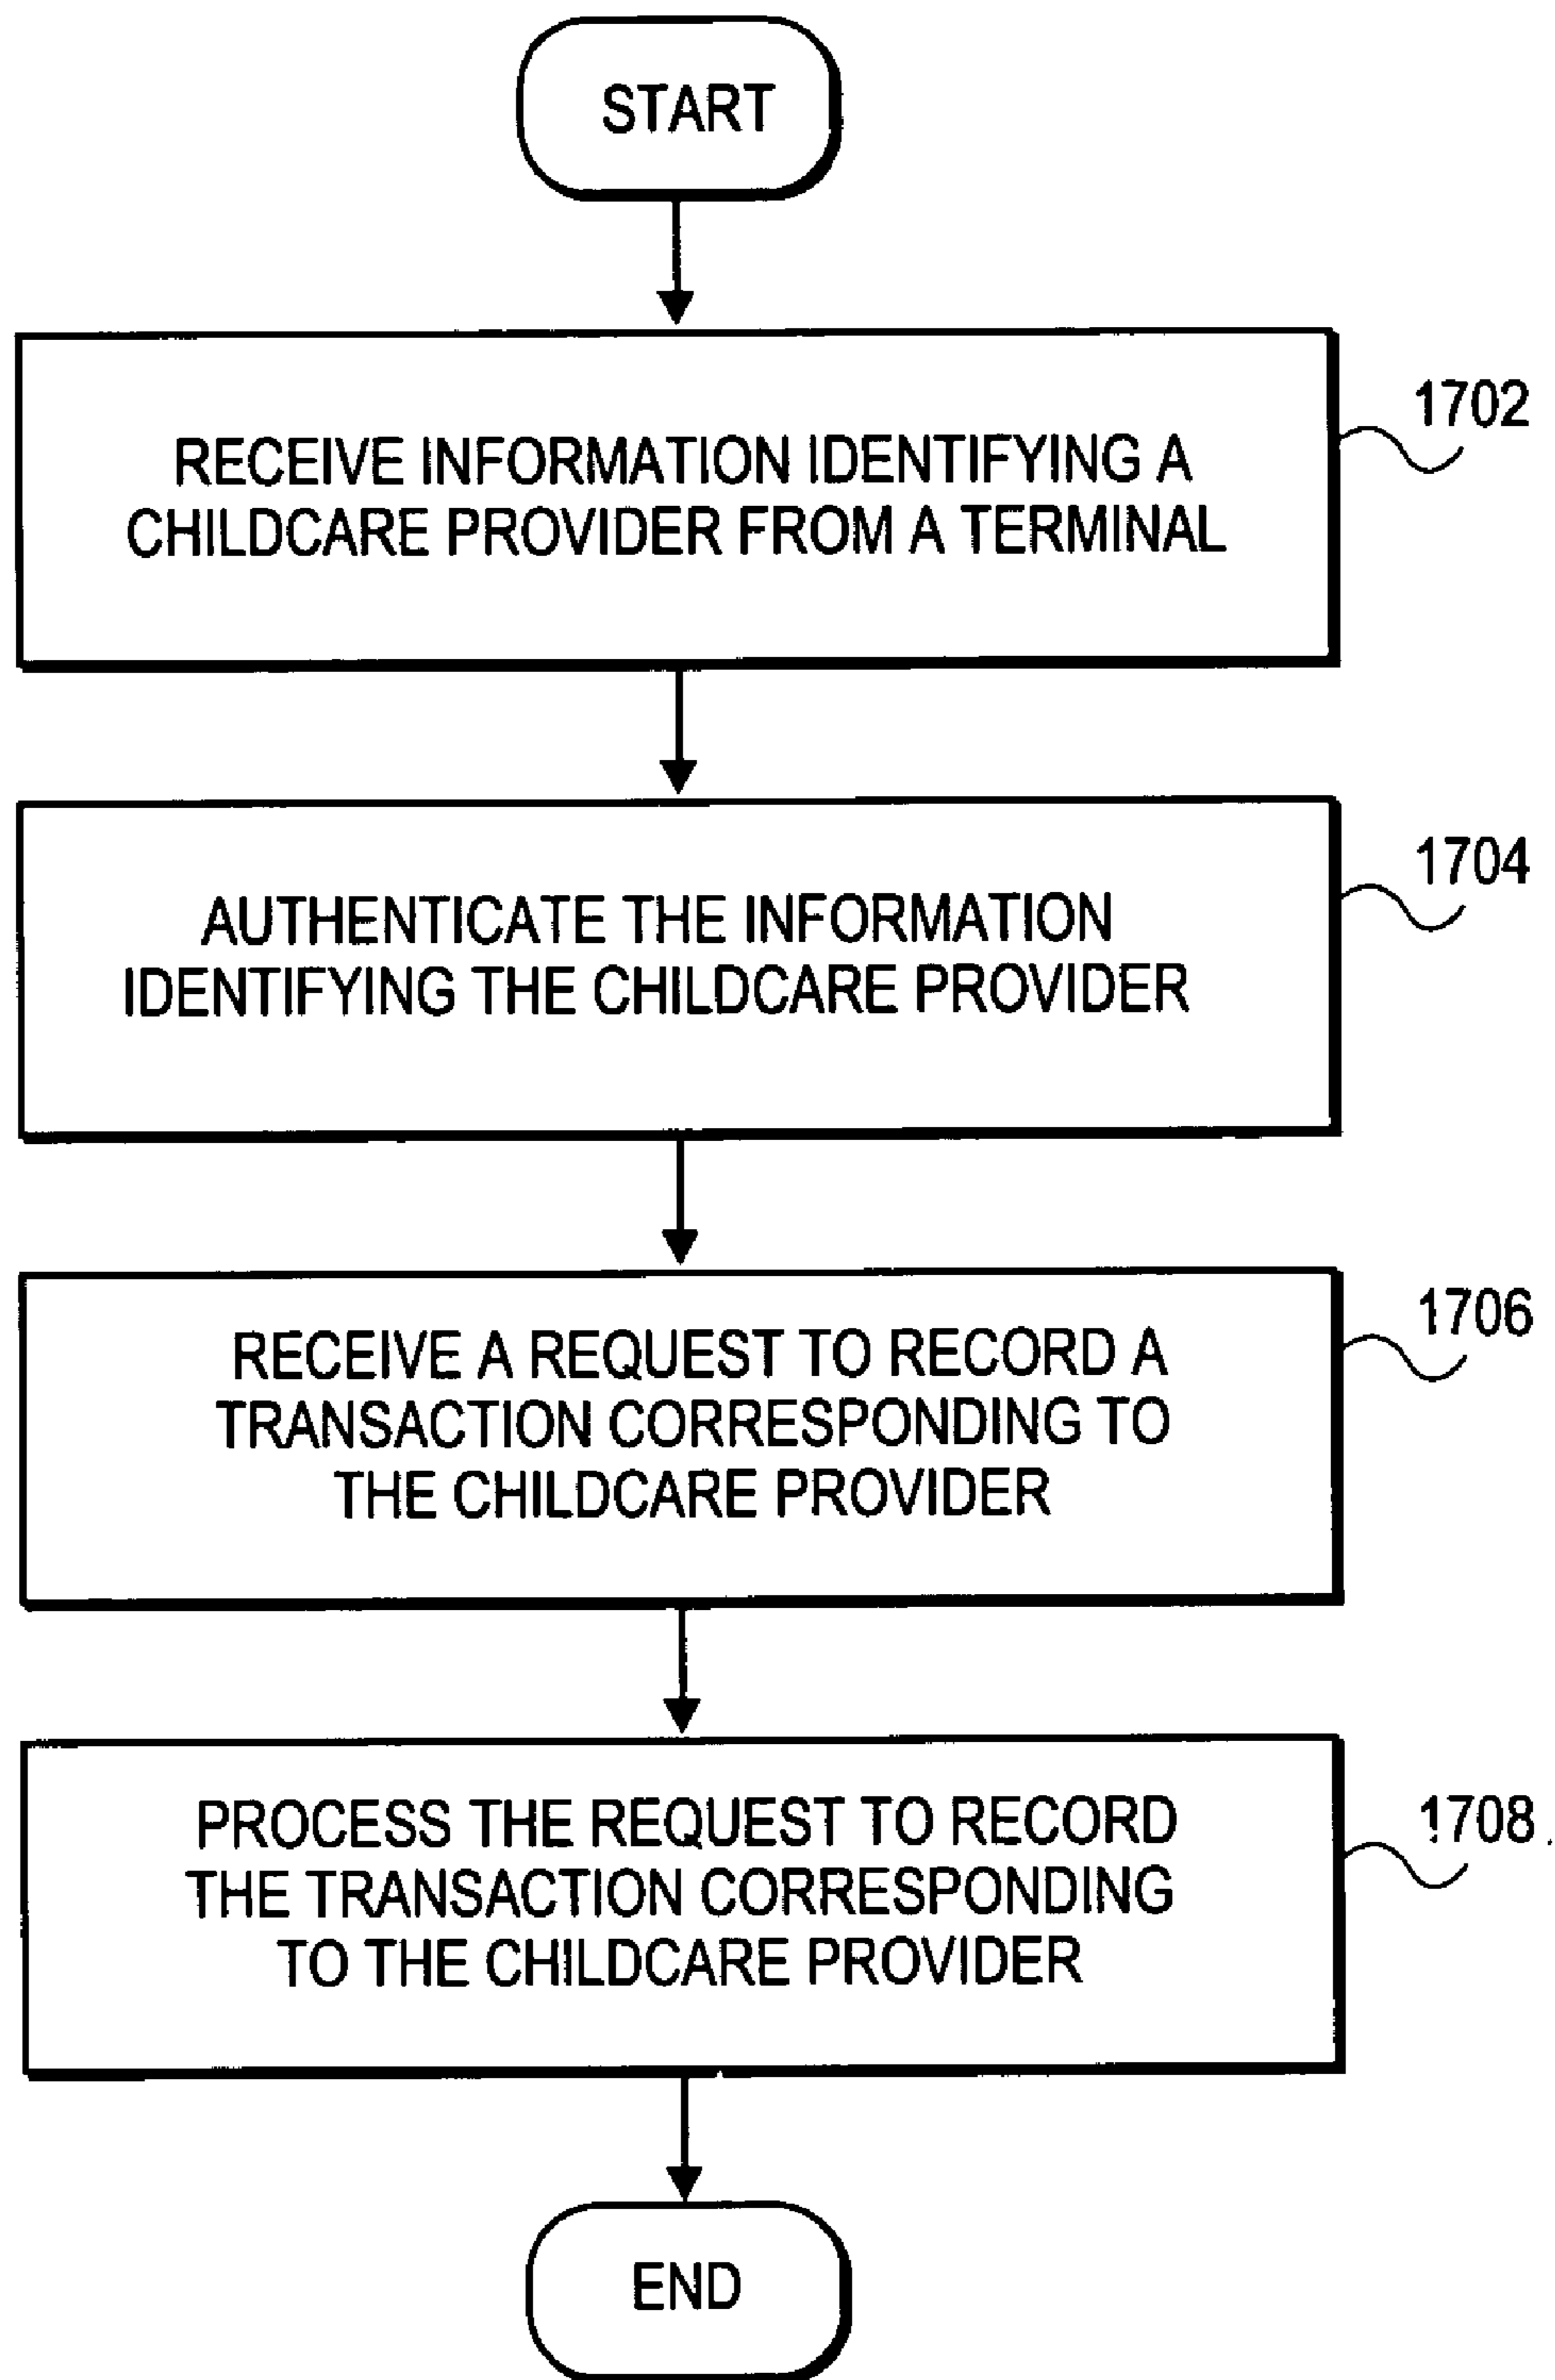 START
RECEIVE INFORMATION IDENTIFYING A
CHILDCARE PROVIDER FROM A TERMINAL
1702
AUTHENTICATE THE INFORMATION
IDENTIFYING THE CHILDCARE PROVIDER
1704
RECEIVE A REQUEST TO RECORD A
TRANSACTION CORRESPONDING TO
THE CHILDCARE PROVIDER
1706
PROCESS THE REQUEST TO RECORD
THE TRANSACTION CORRESPONDING
TO THE CHILDCARE PROVIDER
1708
END